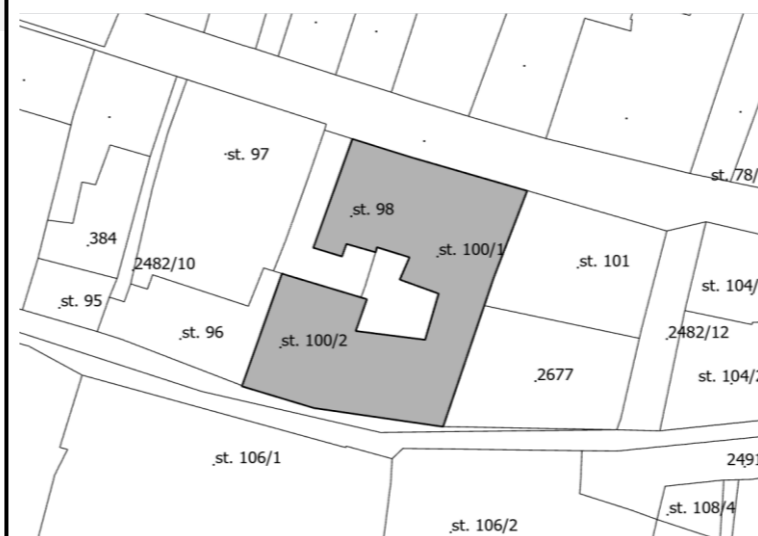 st. 97
st. 78/
st. 98
384
st. 100/1
2482/10
st. 101
st. 104/
st. 95
st. 96
st. 100/2
2482/12
2677
st. 104/2
st. 106/1
2491
st. 108/4
st. 106/2